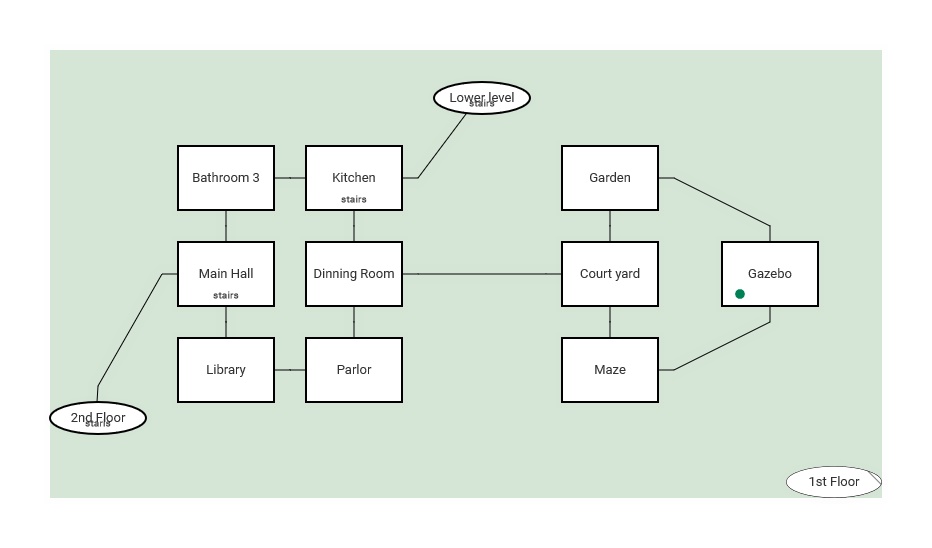 Lower level
stairs
Bathroom 3
Kitchen
stairs
Garden
Main Hall
stairs
Dinning Room
Court yard
Gazebo
Library
Parlor
Maze
2nd Floor
stairs
1st Floor